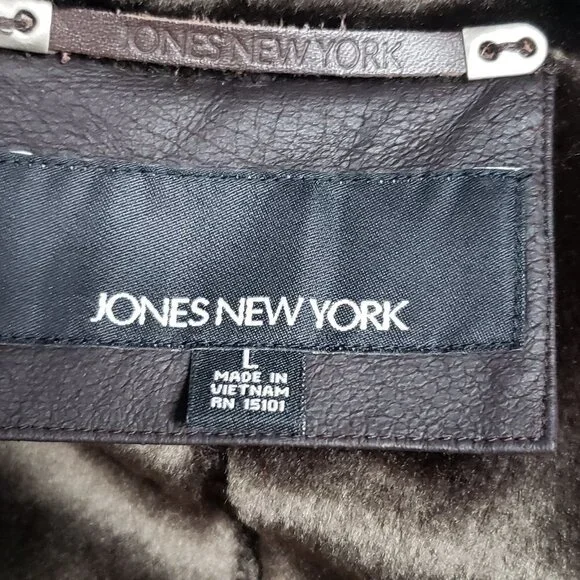 JONES NEW YORK
JONES NEW YORK
L
MADE IN
VIETNAM
RN 15101